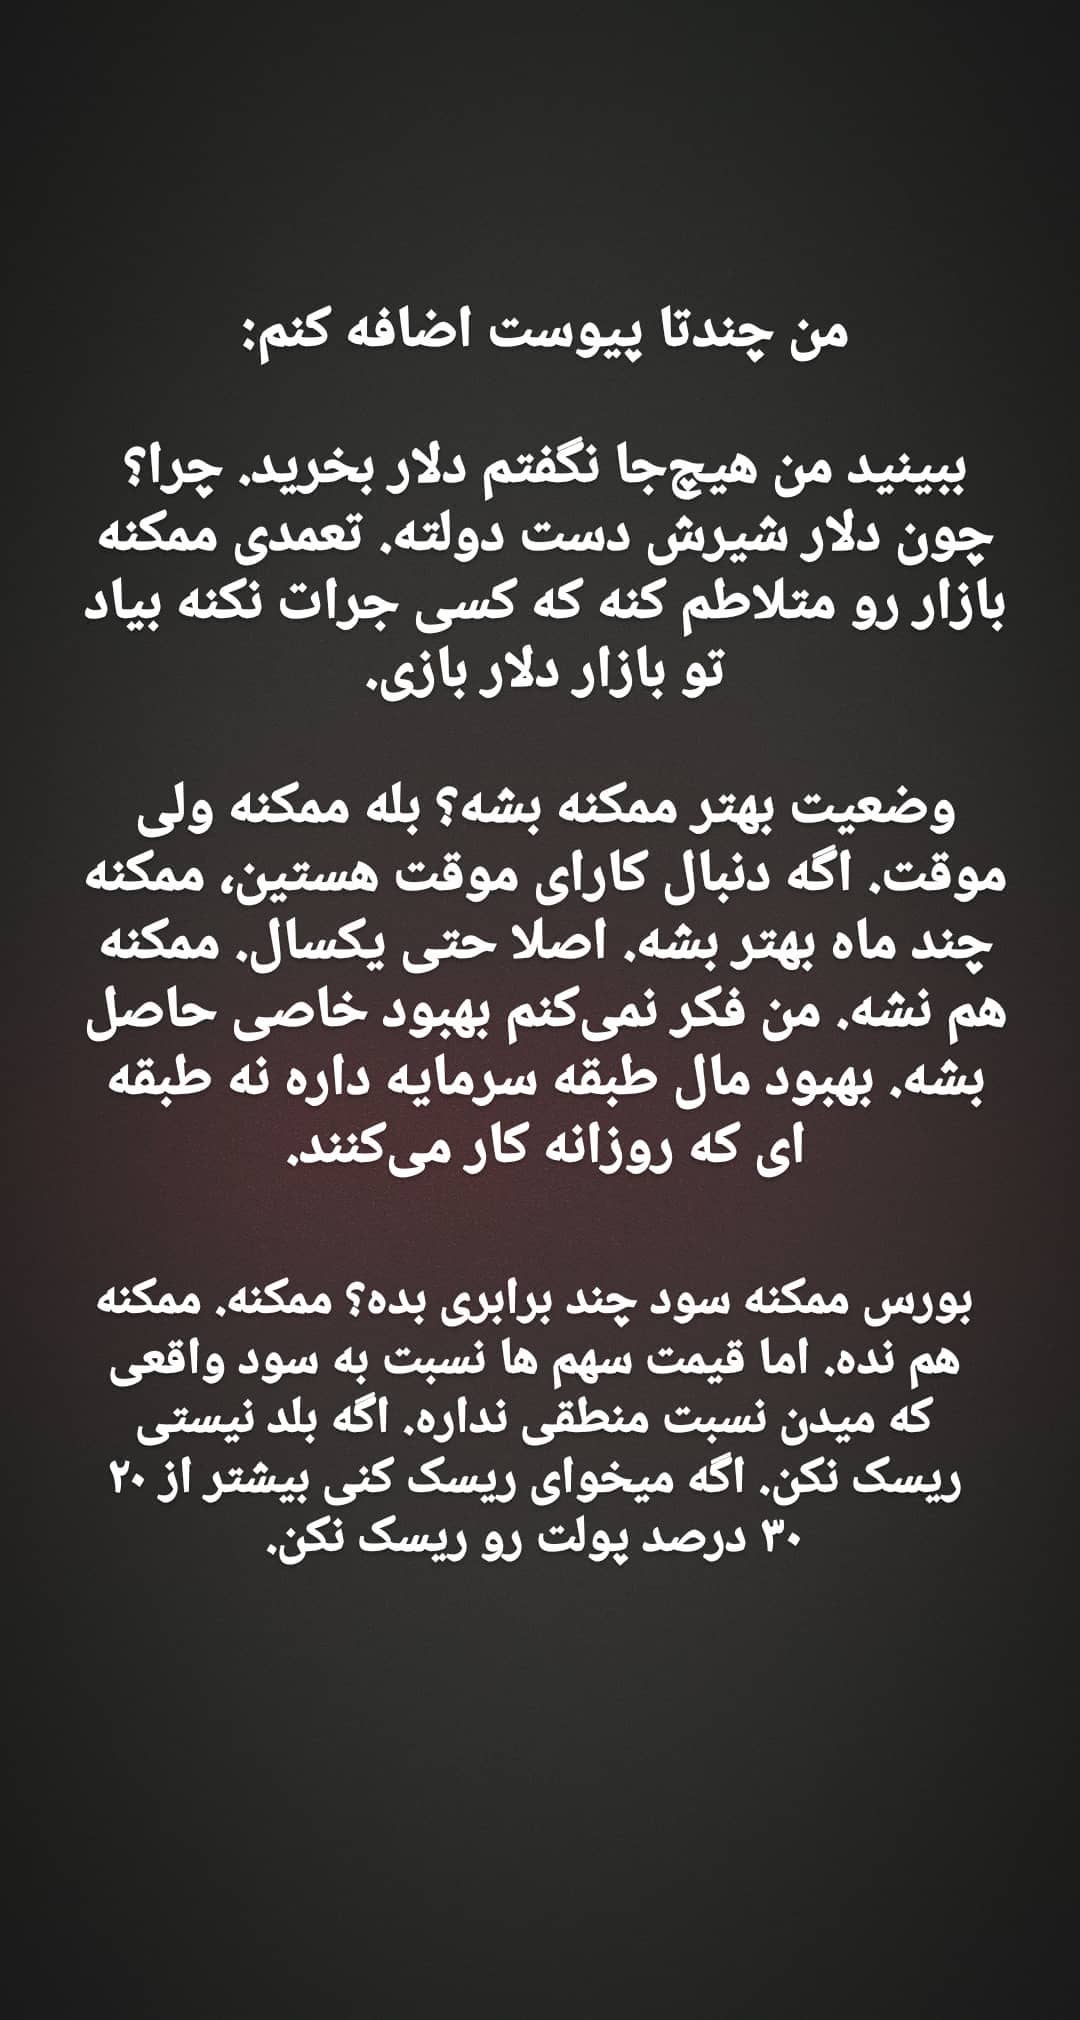 من چندتا پیوست اضافه کنم:
ببینید من هیچ‌جا نگفتم دلار بخرید. چرا؟
چون دلار شیرش دست دولته. تعمدی ممکنه
بازار رو متلاطم کنه که کسی جرات نکنه بیاد
تو بازار دلار بازی.
وضعیت بهتر ممکنه بشه؟ بله ممکنه ولی
موقت. اگه دنبال کارای موقت هستین، ممکنه
چند ماه بهتر بشه. اصلا حتی یکسال. ممکنه
هم نشه. من فکر نمی‌کنم بهبود خاصی حاصل
بشه. بهبود مال طبقه سرمایه داره نه طبقه
ای که روزانه کار می‌کنند.
بورس ممکنه سود چند برابری بده؟ ممکنه. ممکنه
هم نده. اما قیمت سهم ها نسبت به سود واقعی
که میدن نسبت منطقی نداره. اگه بلد نیستی
ریسک نکن. اگه میخوای ریسک کنی بیشتر از ۲۰
۳۰ درصد پولت رو ریسک نکن.